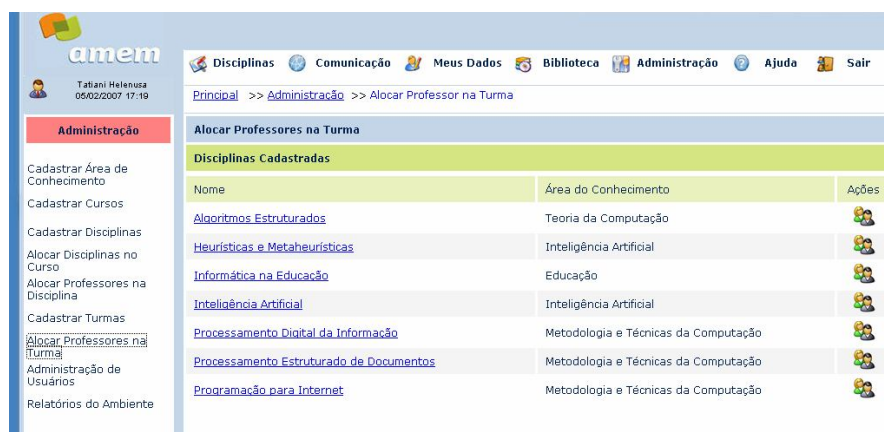 amem
Tatiani Helenusa
05/02/2007 17:19
Disciplinas Comunicação Meus Dados Biblioteca Administração Ajuda Sair
Principal >> Administração >> Alocar Professor na Turma
Administração
Cadastrar Área de
Conhecimento
Cadastrar Cursos
Cadastrar Disciplinas
Alocar Disciplinas no
Curso
Alocar Professores na
Disciplina
Cadastrar Turmas
Alocar Professores na
Turma
Administração de
Usuários
Relatórios do Ambiente
Alocar Professores na Turma
Disciplinas Cadastradas
Nome Área do Conhecimento Ações
Algoritmos Estruturados Teoria da Computação
Heurísticas e Metaheurísticas Inteligência Artificial
Informática na Educação Educação
Inteligência Artificial Inteligência Artificial
Processamento Digital da Informação Metodologia e Técnicas da Computação
Processamento Estruturado de Documentos Metodologia e Técnicas da Computação
Programação para Internet Metodologia e Técnicas da Computação